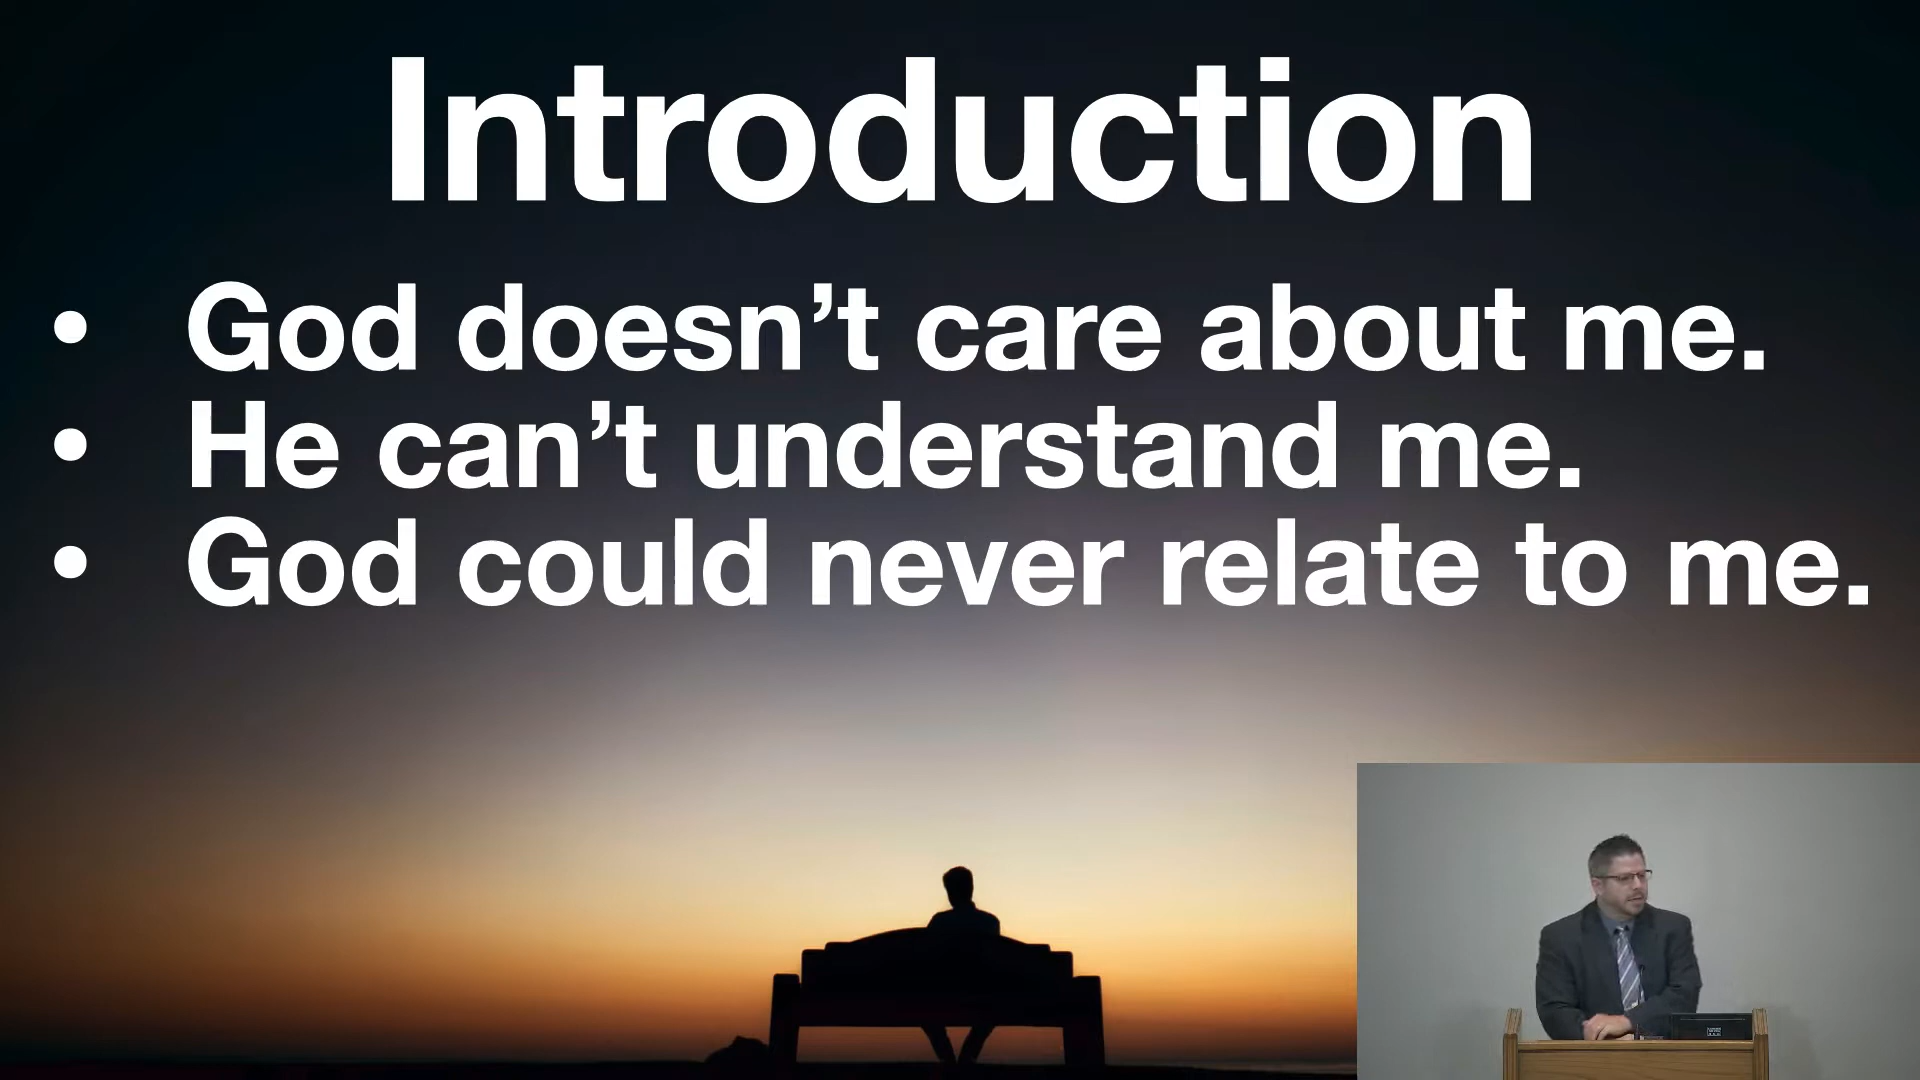 Introduction
• God doesn’t care about me.
• He can’t understand me.
• God could never relate to me.